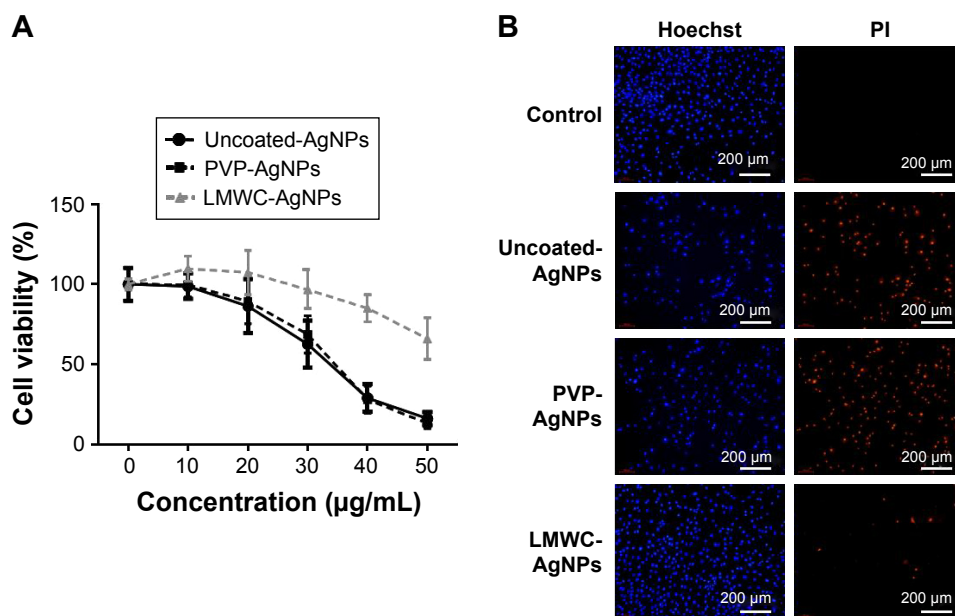 A
Uncoated-AgNPs
PVP-AgNPs
LMWC-AgNPs
Cell viability (%)
150
100
50
0
0 10 20 30 40 50
Concentration (µg/mL)
B
Hoechst PI
Control
200 µm 200 µm
Uncoated-
AgNPs
200 µm 200 µm
PVP-
AgNPs
200 µm 200 µm
LMWC-
AgNPs
200 µm 200 µm